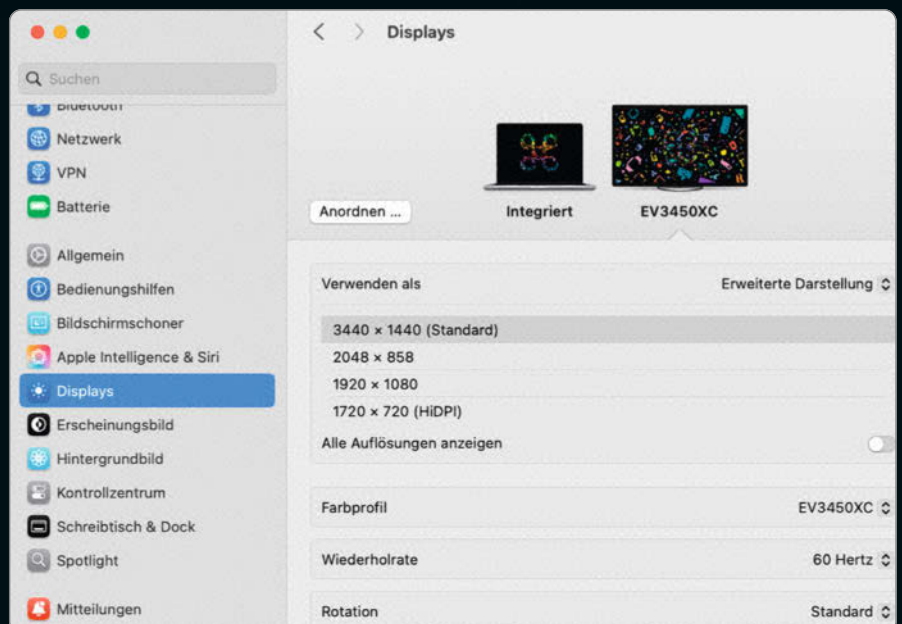 Displays
Suchen
Bluetooth
Netzwerk
VPN
Batterie
Allgemein
Bedienungshilfen
Bildschirmschoner
Apple Intelligence & Siri
Displays
Erscheinungsbild
Hintergrundbild
Kontrollzentrum
Schreibtisch & Dock
Spotlight
Mitteilungen
Anordnen ...
Integriert
EV3450XC
Verwenden als Erweiterte Darstellung
3440 × 1440 (Standard)
2048 × 858
1920 × 1080
1720 × 720 (HiDPI)
Alle Auflösungen anzeigen
Farbprofil EV3450XC
Wiederholrate 60 Hertz
Rotation Standard